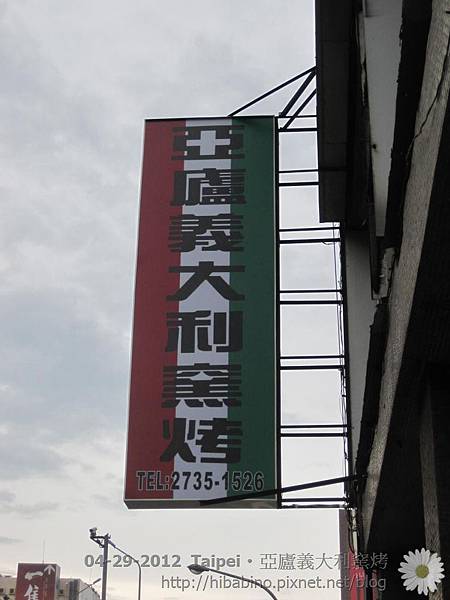 亞廬義大利窯烤
TEL:2735-1526
04-29-2012 Taipei・亞廬義大利窯烤
http://hibabino.pixnet.net/blog